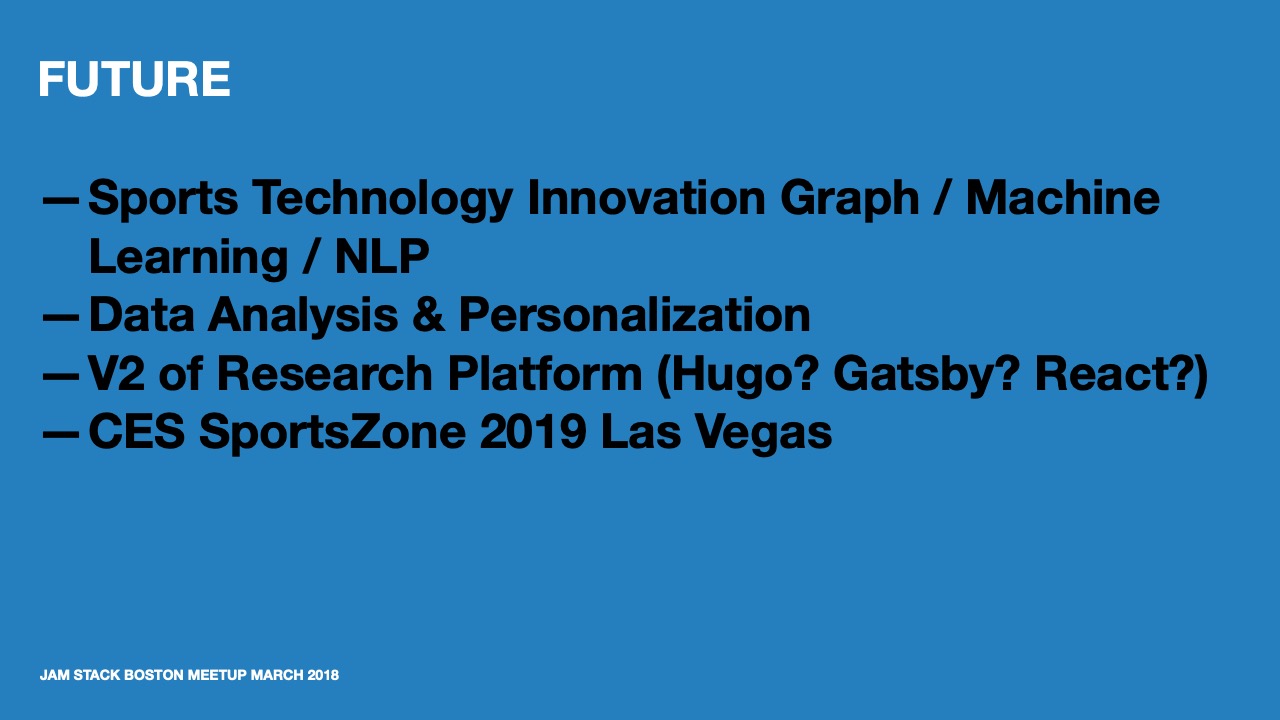 FUTURE
— Sports Technology Innovation Graph / Machine
Learning / NLP
— Data Analysis & Personalization
— V2 of Research Platform (Hugo? Gatsby? React?)
— CES SportsZone 2019 Las Vegas
JAM STACK BOSTON MEETUP MARCH 2018